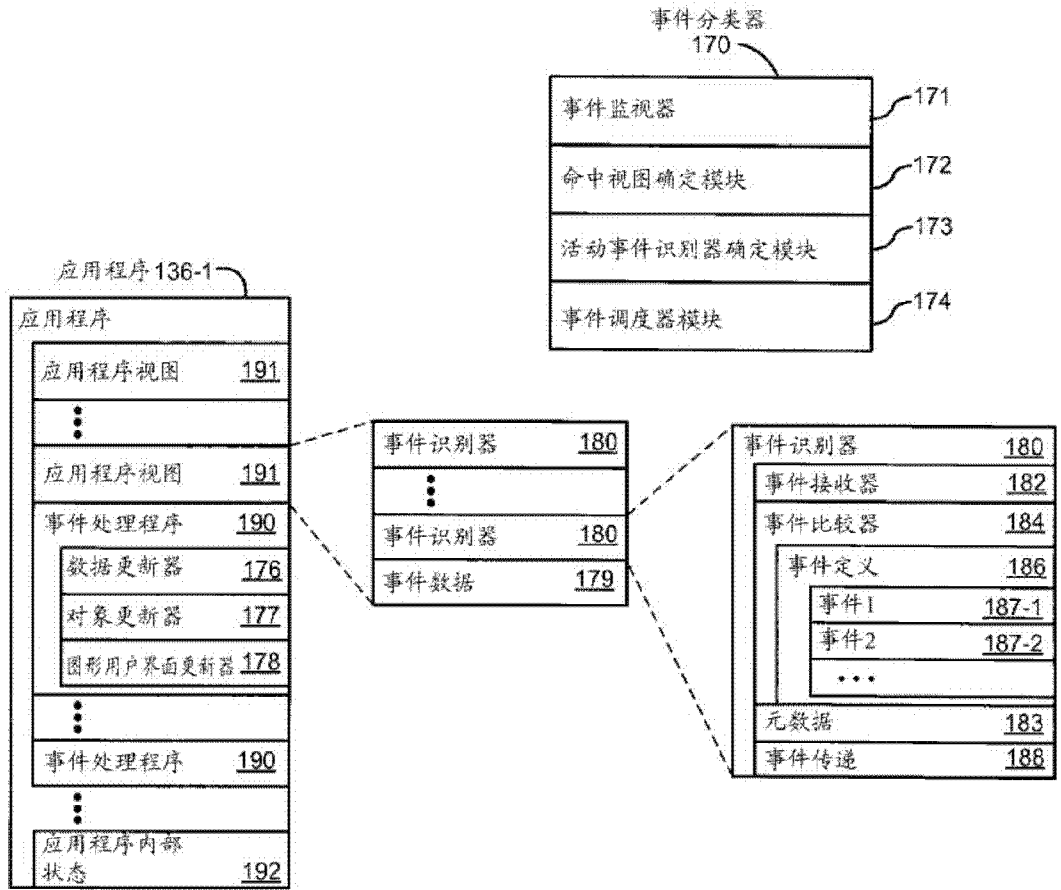 事件分类器
170
事件监视器
171
命中视图确定模块
172
活动事件识别器确定模块
173
事件调度器模块
174
应用程序136-1
应用程序
应用程序视图 191
应用程序视图 191
事件处理程序 190
数据更新器 176
对象更新器 177
图形用户界面更新器 178
事件处理程序 190
应用程序内部
状态 192
事件识别器 180
事件识别器 180
事件数据 179
事件识别器 180
事件接收器 182
事件比较器 184
事件定义 186
事件1 187-1
事件2 187-2
元数据 183
事件传递 188